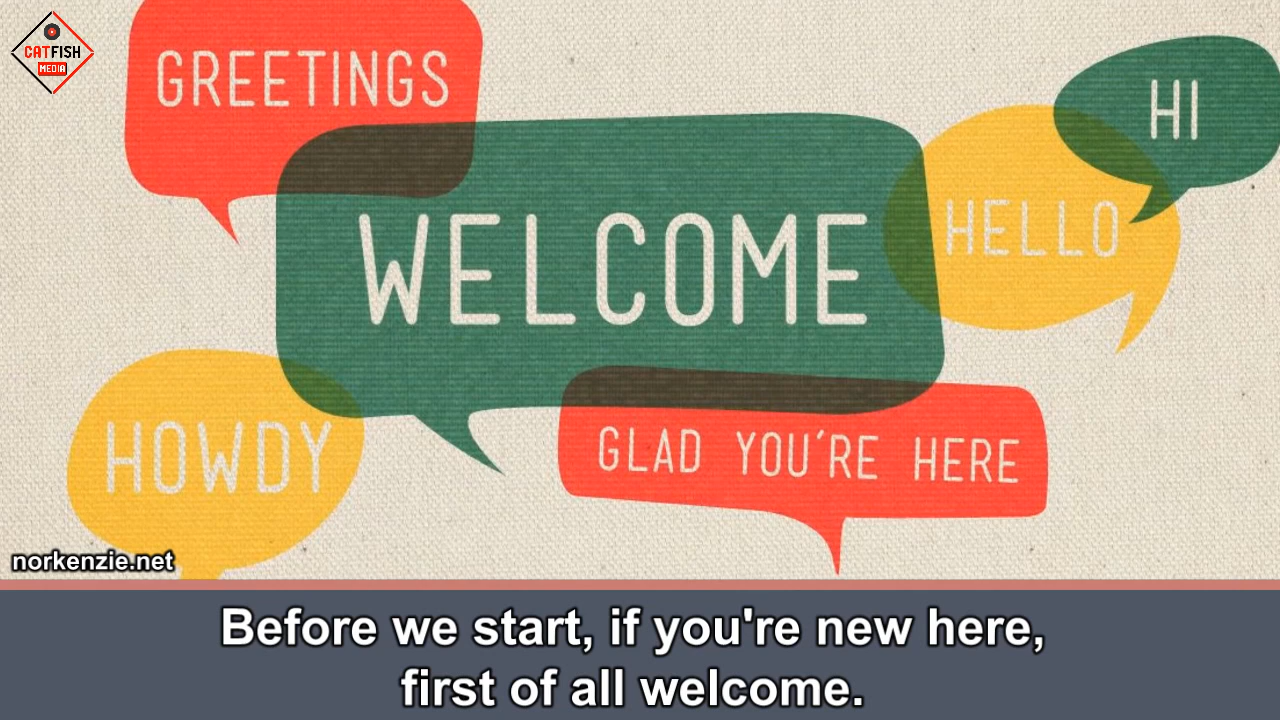 CATFISH
MEDIA
GREETINGS
HI
WELCOME
HELLO
HOWDY
GLAD YOU'RE HERE
norkenzie.net
Before we start, if you're new here,
first of all welcome.